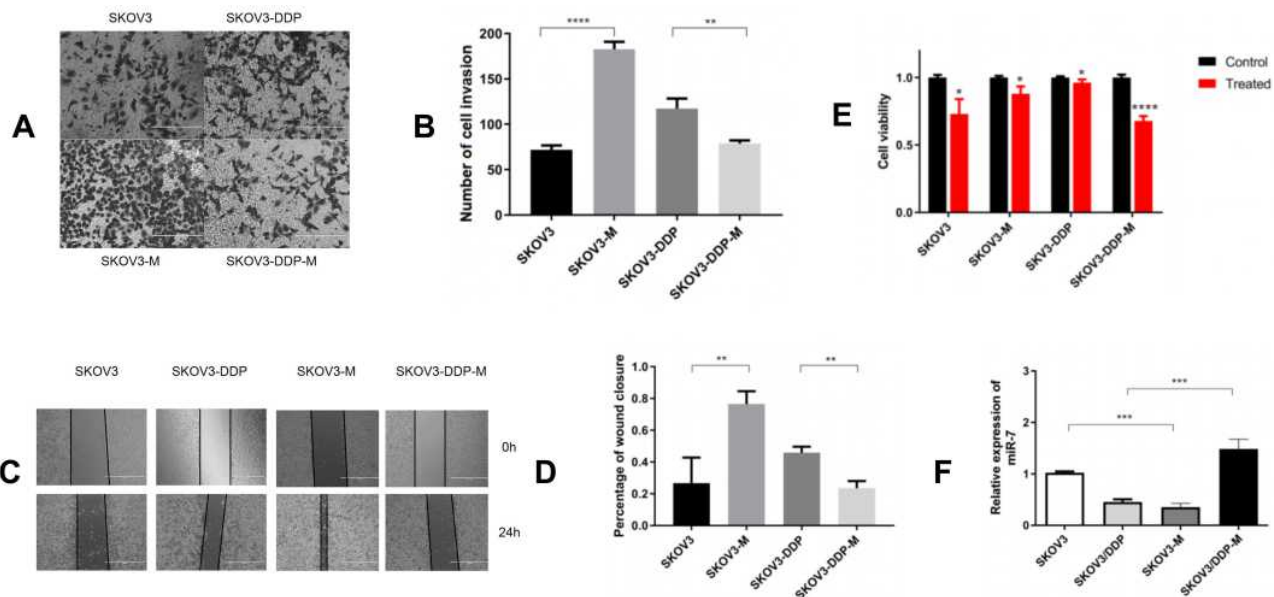 A
SKOV3 SKOV3-DDP
SKOV3-M SKOV3-DDP-M
B
Number of cell invasion
200
150
100
50
0
**** **
SKOV3
SKOV3-M
SKOV3-DDP
SKOV3-DDP-M
E
Cell viability
1.0
0.5
0.0
* * * ****
SKOV3
SKOV3-M
SKV3-DDP
SKOV3-DDP-M
Control
Treated
C
SKOV3 SKOV3-DDP SKOV3-M SKOV3-DDP-M
0h
24h
D
Percentage of wound closure
1.0
0.8
0.6
0.4
0.2
0.0
** **
SKOV3
SKOV3-M
SKOV3-DDP
SKOV3-DDP-M
F
Relative expression of
miR-7
3
2
1
0
***
***
SKOV3
SKOV3/DDP
SKOV3-M
SKOV3/DDP-M